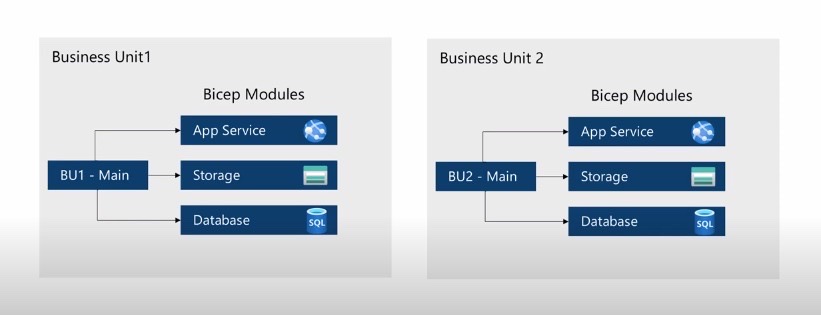 Business Unit1
Bicep Modules
App Service
BU1 - Main
Storage
Database
SQL
Business Unit 2
Bicep Modules
App Service
BU2 - Main
Storage
Database
SQL